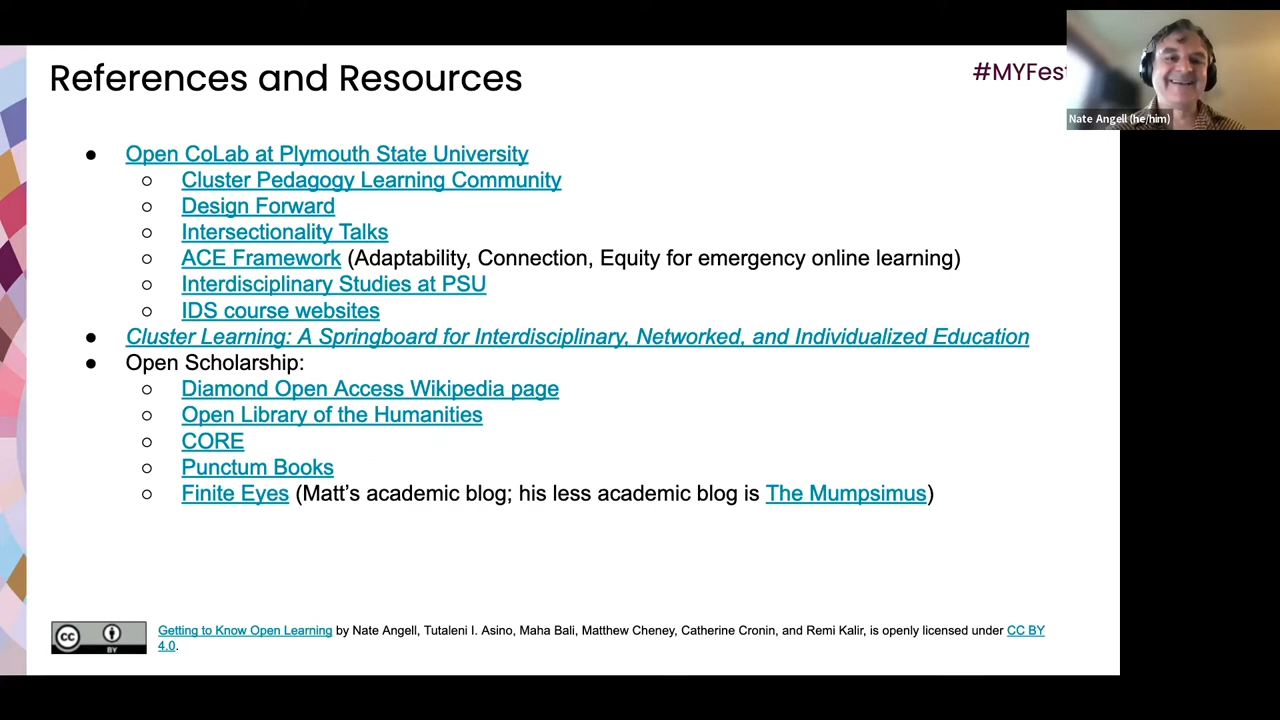 References and Resources
#MYFest
Nate Angell (he/him)
● Open CoLab at Plymouth State University
○ Cluster Pedagogy Learning Community
○ Design Forward
○ Intersectionality Talks
○ ACE Framework (Adaptability, Connection, Equity for emergency online learning)
○ Interdisciplinary Studies at PSU
○ IDS course websites
● Cluster Learning: A Springboard for Interdisciplinary, Networked, and Individualized Education
● Open Scholarship:
○ Diamond Open Access Wikipedia page
○ Open Library of the Humanities
○ CORE
○ Punctum Books
○ Finite Eyes (Matt’s academic blog; his less academic blog is The Mumpsimus)
cc BY
Getting to Know Open Learning by Nate Angell, Tutaleni I. Asino, Maha Bali, Matthew Cheney, Catherine Cronin, and Remi Kalir, is openly licensed under CC BY
4.0.